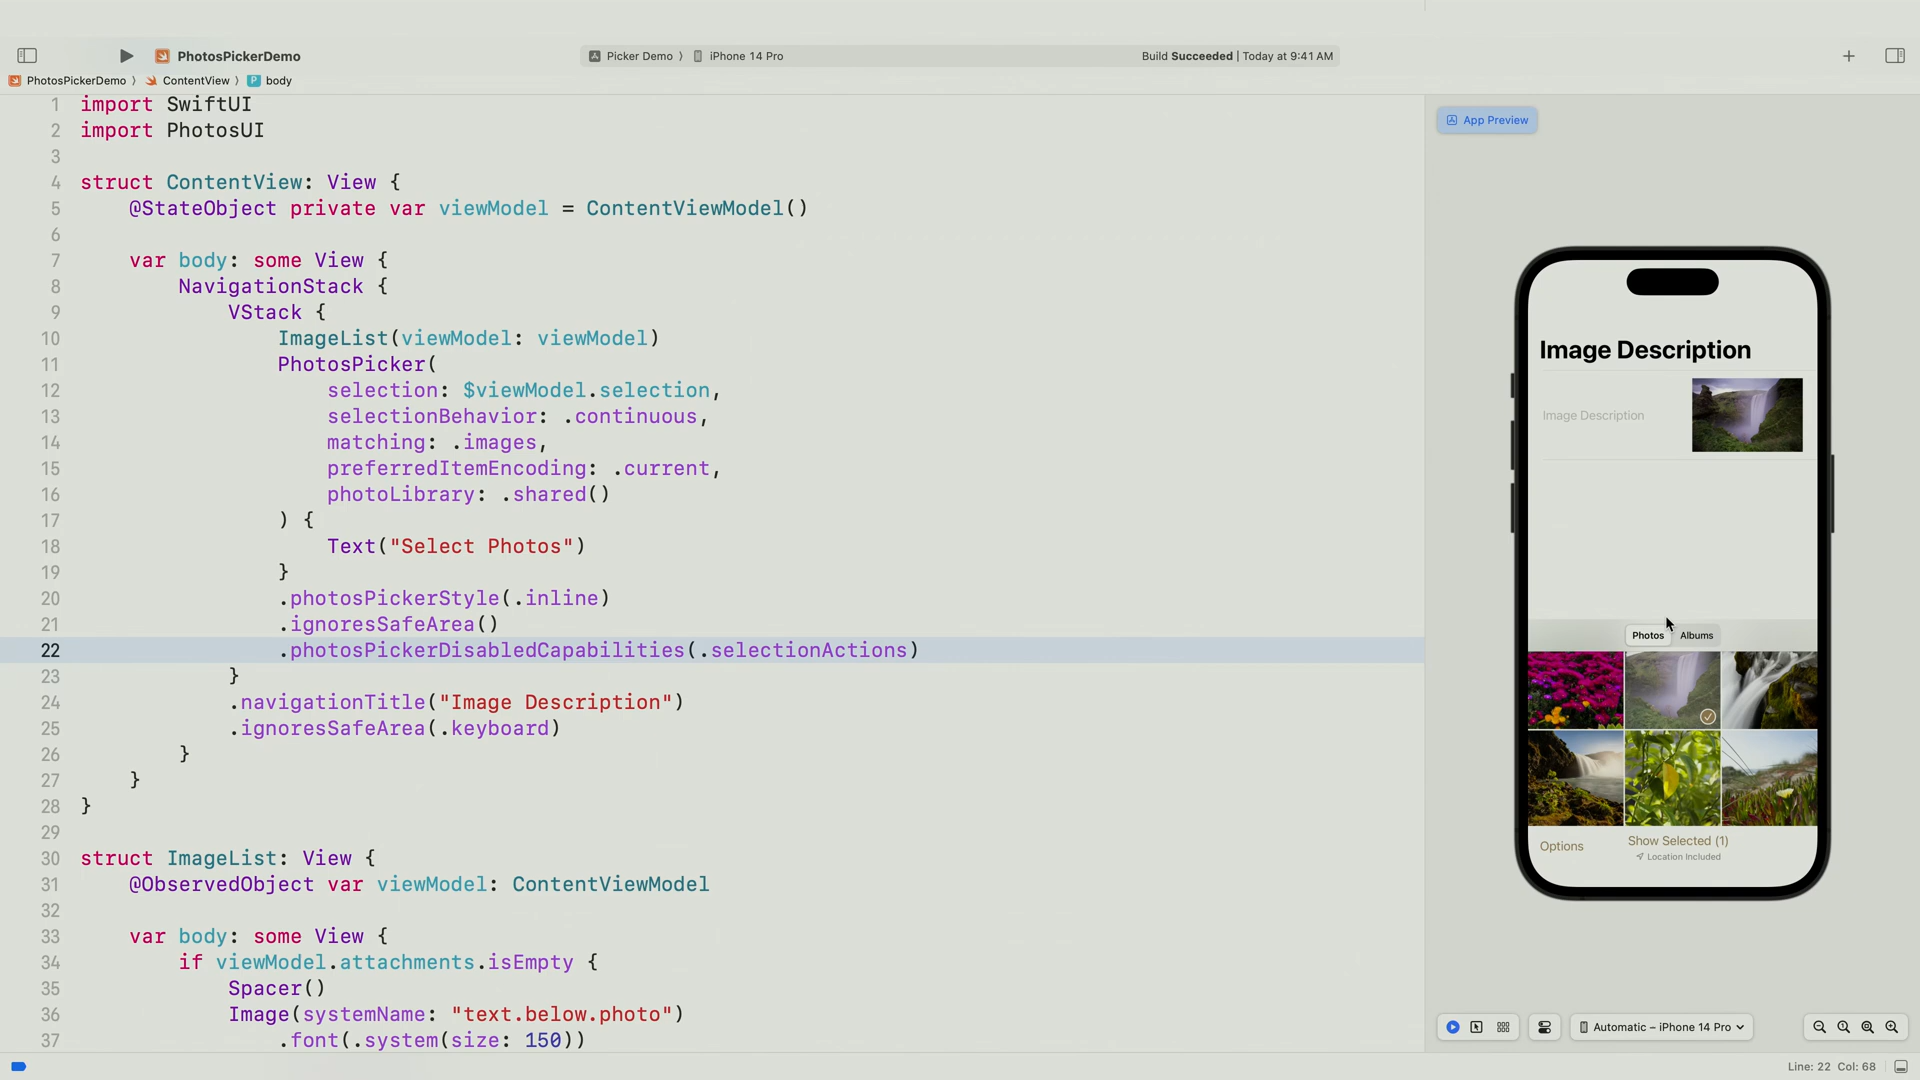 PhotosPickerDemo
Picker Demo 〉 iPhone 14 Pro
Build Succeeded | Today at 9:41 AM
PhotosPickerDemo 〉 ContentView 〉 P body
1 import SwiftUI
2 import PhotosUI
3
4 struct ContentView: View {
5 @StateObject private var viewModel = ContentViewModel()
6
7 var body: some View {
8 NavigationStack {
9 VStack {
10 ImageList(viewModel: viewModel)
11 PhotosPicker(
12 selection: $viewModel.selection,
13 selectionBehavior: .continuous,
14 matching: .images,
15 preferredItemEncoding: .current,
16 photoLibrary: .shared()
17 ) {
18 Text("Select Photos")
19 }
20 .photosPickerStyle(.inline)
21 .ignoresSafeArea()
22 .photosPickerDisabledCapabilities(.selectionActions)
23 }
24 .navigationTitle("Image Description")
25 .ignoresSafeArea(.keyboard)
26 }
27 }
28 }
29
30 struct ImageList: View {
31 @ObservedObject var viewModel: ContentViewModel
32
33 var body: some View {
34 if viewModel.attachments.isEmpty {
35 Spacer()
36 Image(systemName: "text.below.photo")
37 .font(.system(size: 150))
App Preview
Image Description
Image Description
Photos Albums
Options
Show Selected (1)
Location Included
Automatic – iPhone 14 Pro
Line: 22 Col: 68